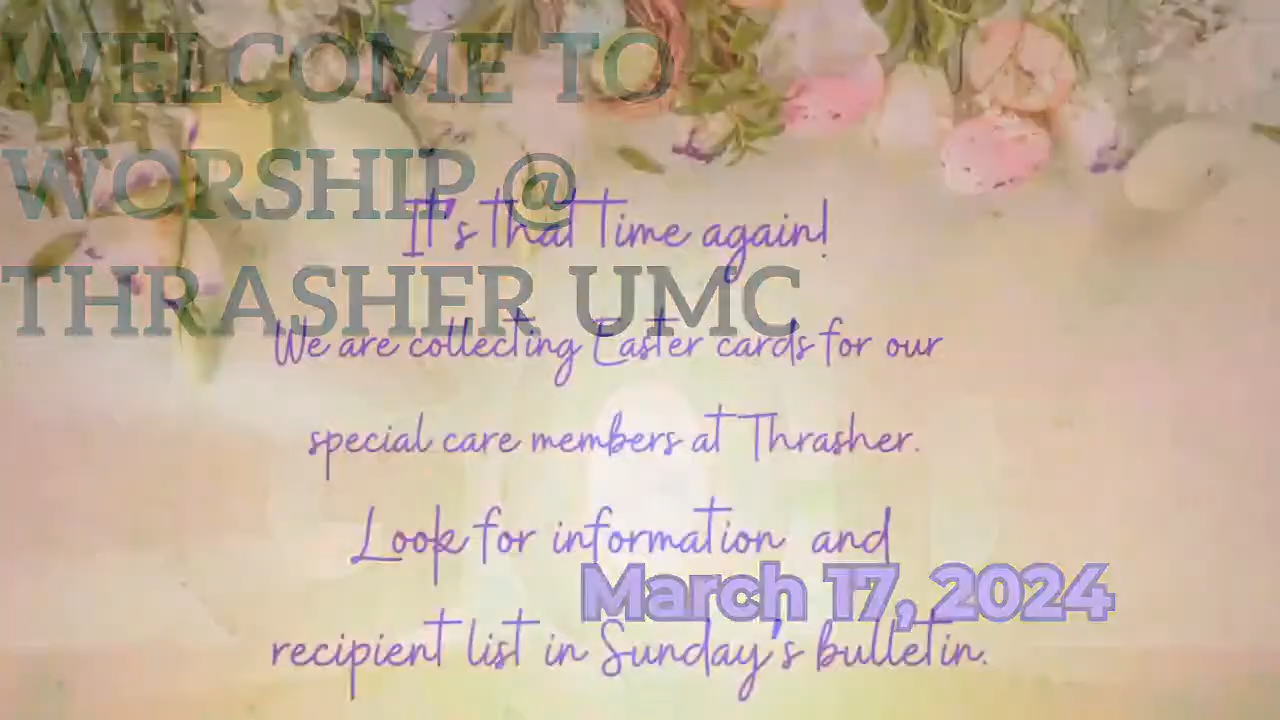 WELCOME TO
WORSHIP @
THRASHER UMC
It's that time again!
We are collecting Easter cards for our
special care members at Thrasher.
Look for information and
March 17, 2024
recipient list in Sunday's bulletin.